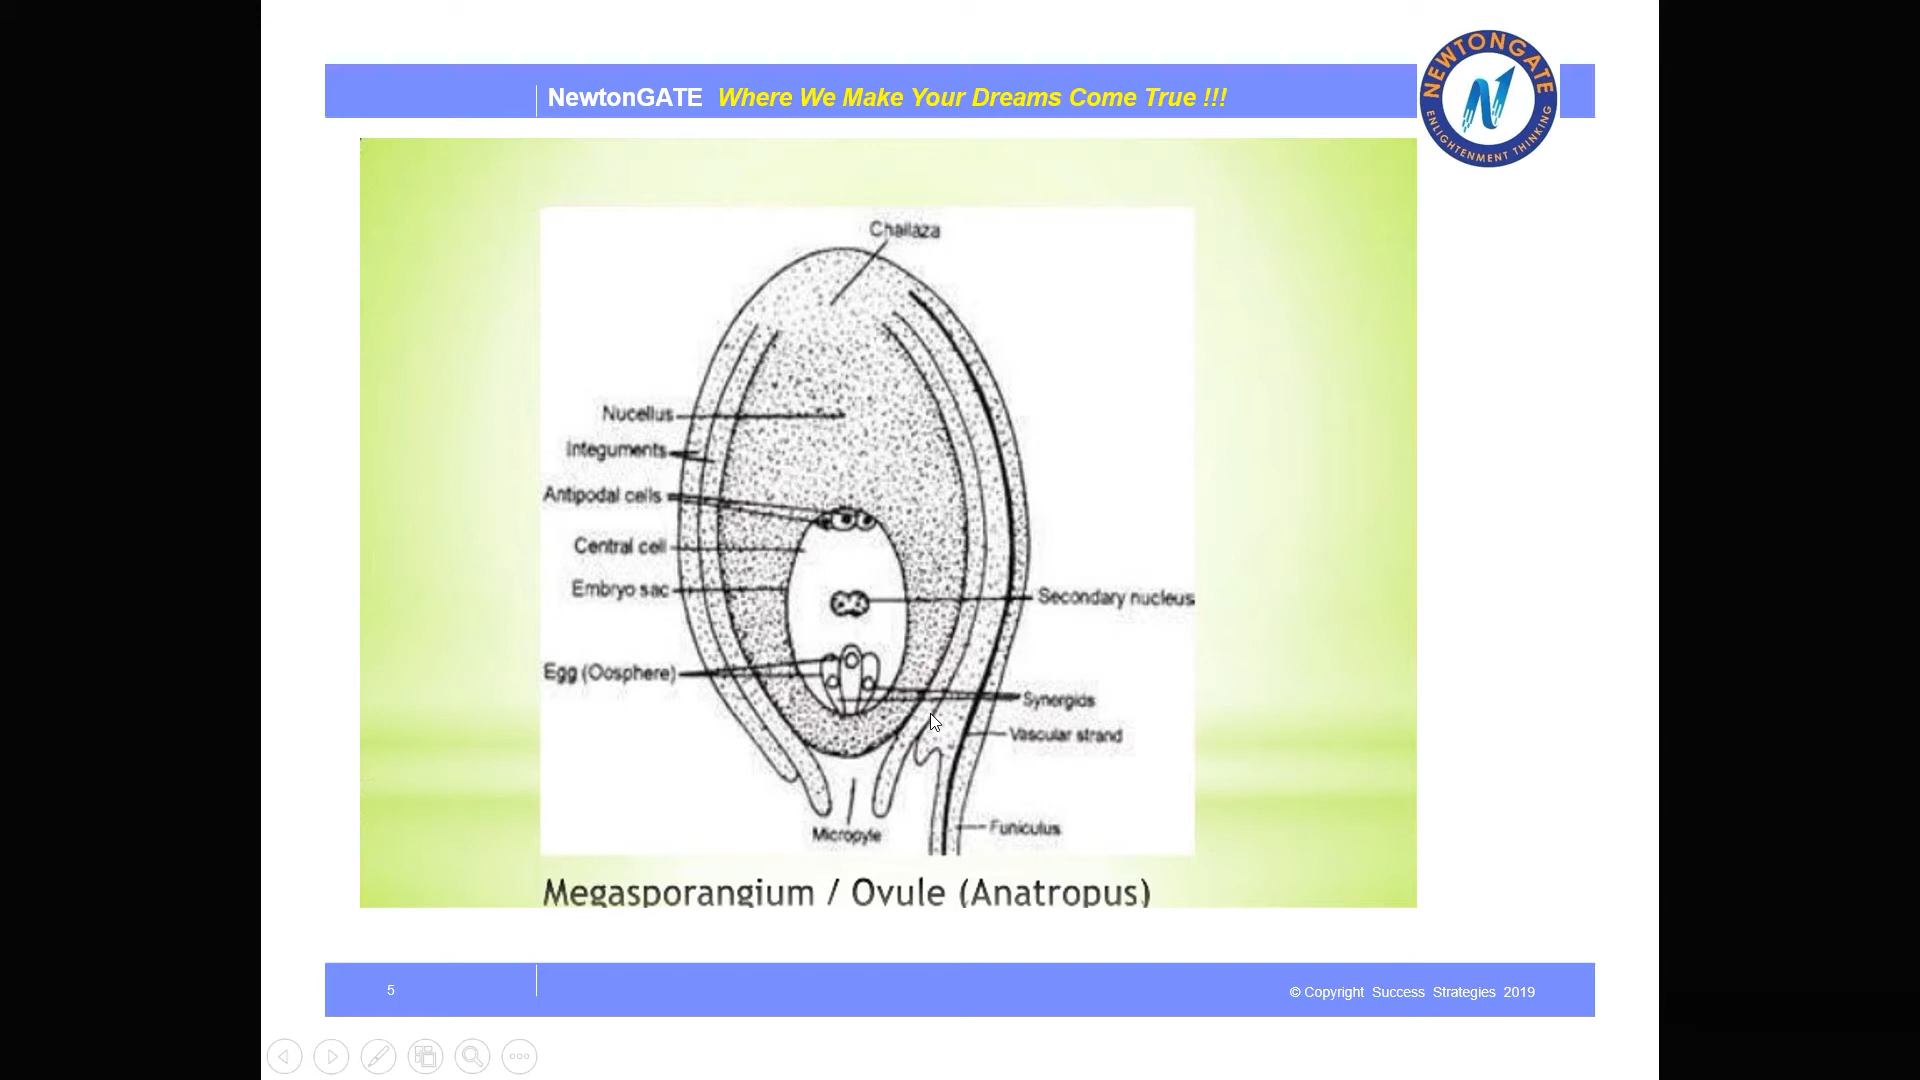 NewtonGATE Where We Make Your Dreams Come True !!!
NEWTONGATE
ENLIGHTENMENT THINKING
Challaza
Nucellus
Integuments
Antipodal cells
Central cell
Embryo sac
Secondary nucleus
Egg (Oosphere)
Synergids
Vascular strand
Funiculus
Micropyle
Megasporangium / Ovule (Anatropus)
5
© Copyright Success Strategies 2019